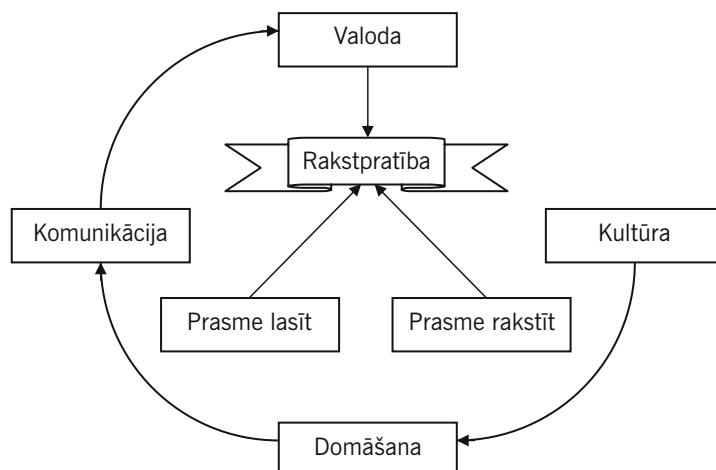 Valoda
Rakstpratība
Komunikācija
Kultūra
Prasme lasīt
Prasme rakstīt
Domāšana